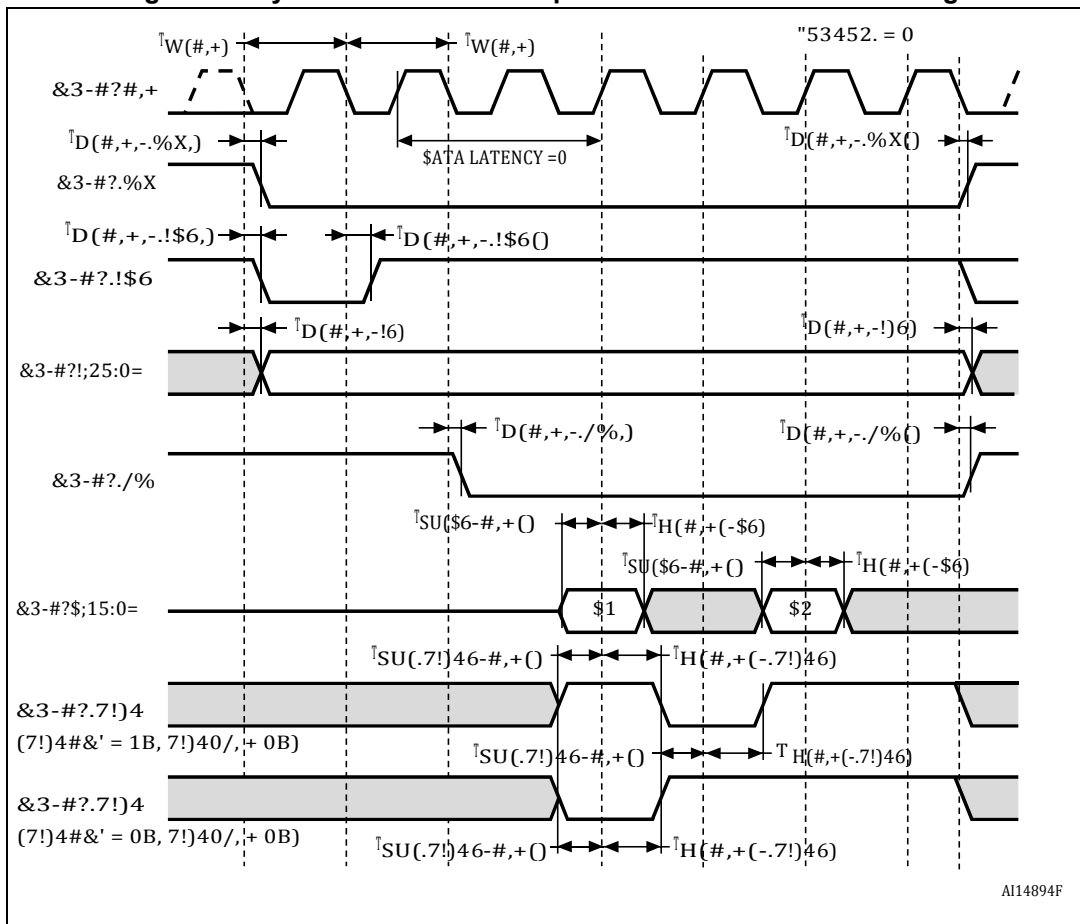 TW(#,+)
TW(#,+)
"53452. = 0
&3-#?#,+
TD(#,+,-.%X,)
$ATA LATENCY =0
TD(#,+,-.%X()
&3-#?.%X
TD(#,+,-.!$6,)
TD(#,+,-.!$6()
&3-#?.!$6
TD(#,+,-!6)
TD(#,+,-!)6)
&3-#?!;25:0=
TD(#,+,-./%,)
TD(#,+,-./%()
&3-#?./%
TSU($6-#,+()
TH(#,+(-$6)
TSU($6-#,+()
TH(#,+(-$6)
&3-#?$;15:0=
$1
$2
TSU(.7!)46-#,+()
TH(#,+(-.7!)46)
&3-#?.7!)4
(7!)4#&' = 1B, 7!)40/,+ 0B)
TSU(.7!)46-#,+()
TH(#,+(-.7!)46)
&3-#?.7!)4
(7!)4#&' = 0B, 7!)40/,+ 0B)
TSU(.7!)46-#,+()
TH(#,+(-.7!)46)
AI14894F